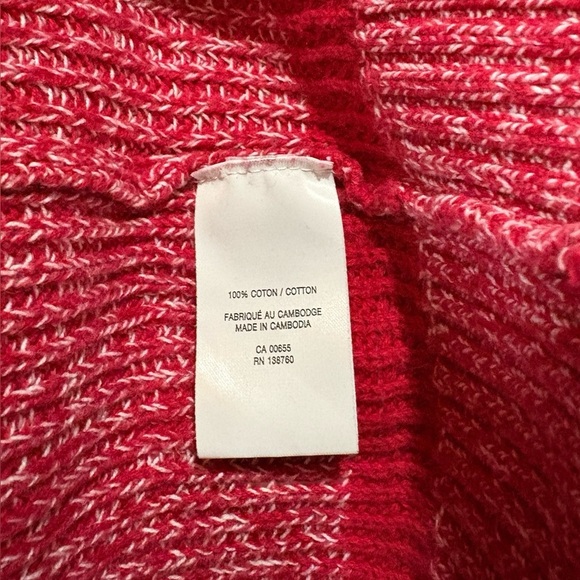 100% COTON / COTTON
FABRIQUÉ AU CAMBODGE
MADE IN CAMBODIA
CA 00655
RN 138760